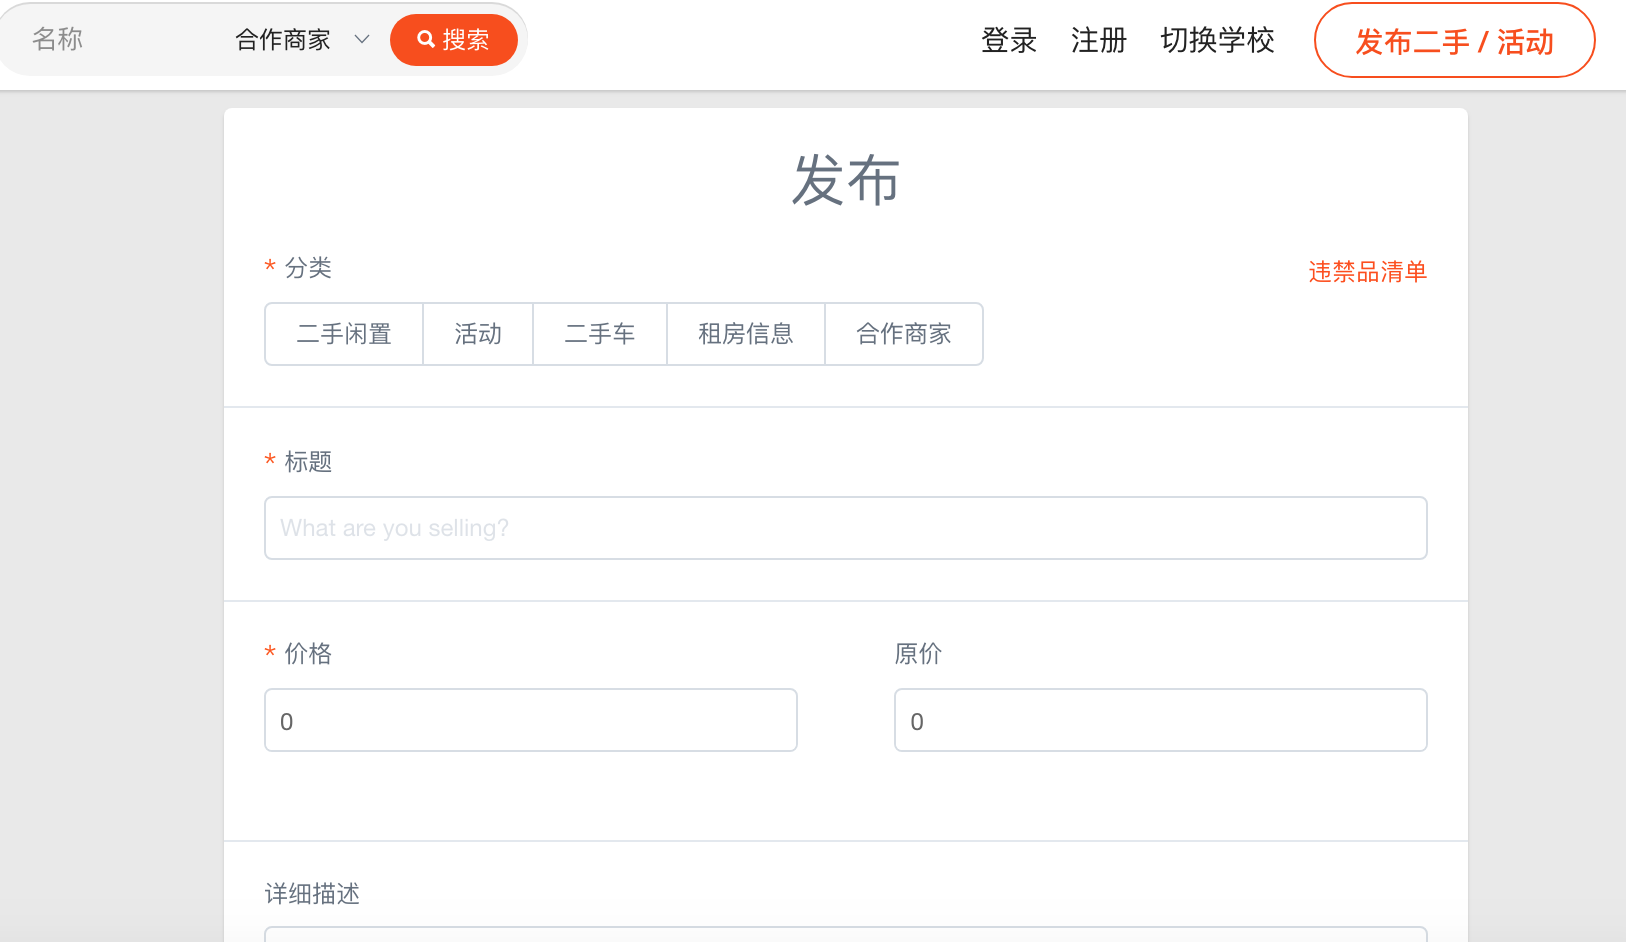 名称 合作商家 搜索 登录 注册 切换学校 发布二手 / 活动
发布
* 分类 违禁品清单
二手闲置 活动 二手车 租房信息 合作商家
* 标题
What are you selling?
* 价格 原价
0 0
详细描述